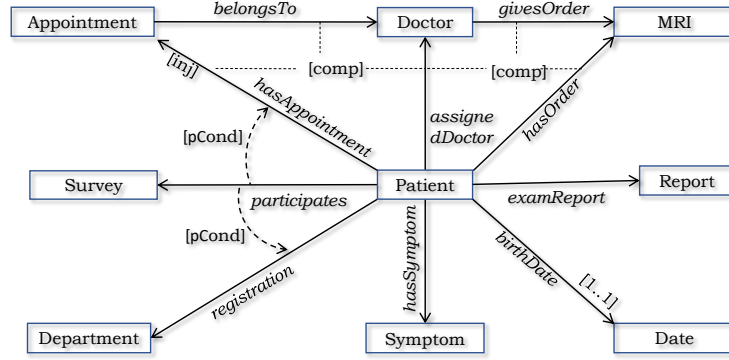 belongsTo
givesOrder
Appointment
Doctor
MRI
[inj]
[comp]
[comp]
hasAppointment
hasOrder
[pCond]
assigne
dDoctor
Survey
Patient
Report
participates
examReport
[pCond]
hasSymptom
birthDate
registration
[1..1]
Department
Symptom
Date